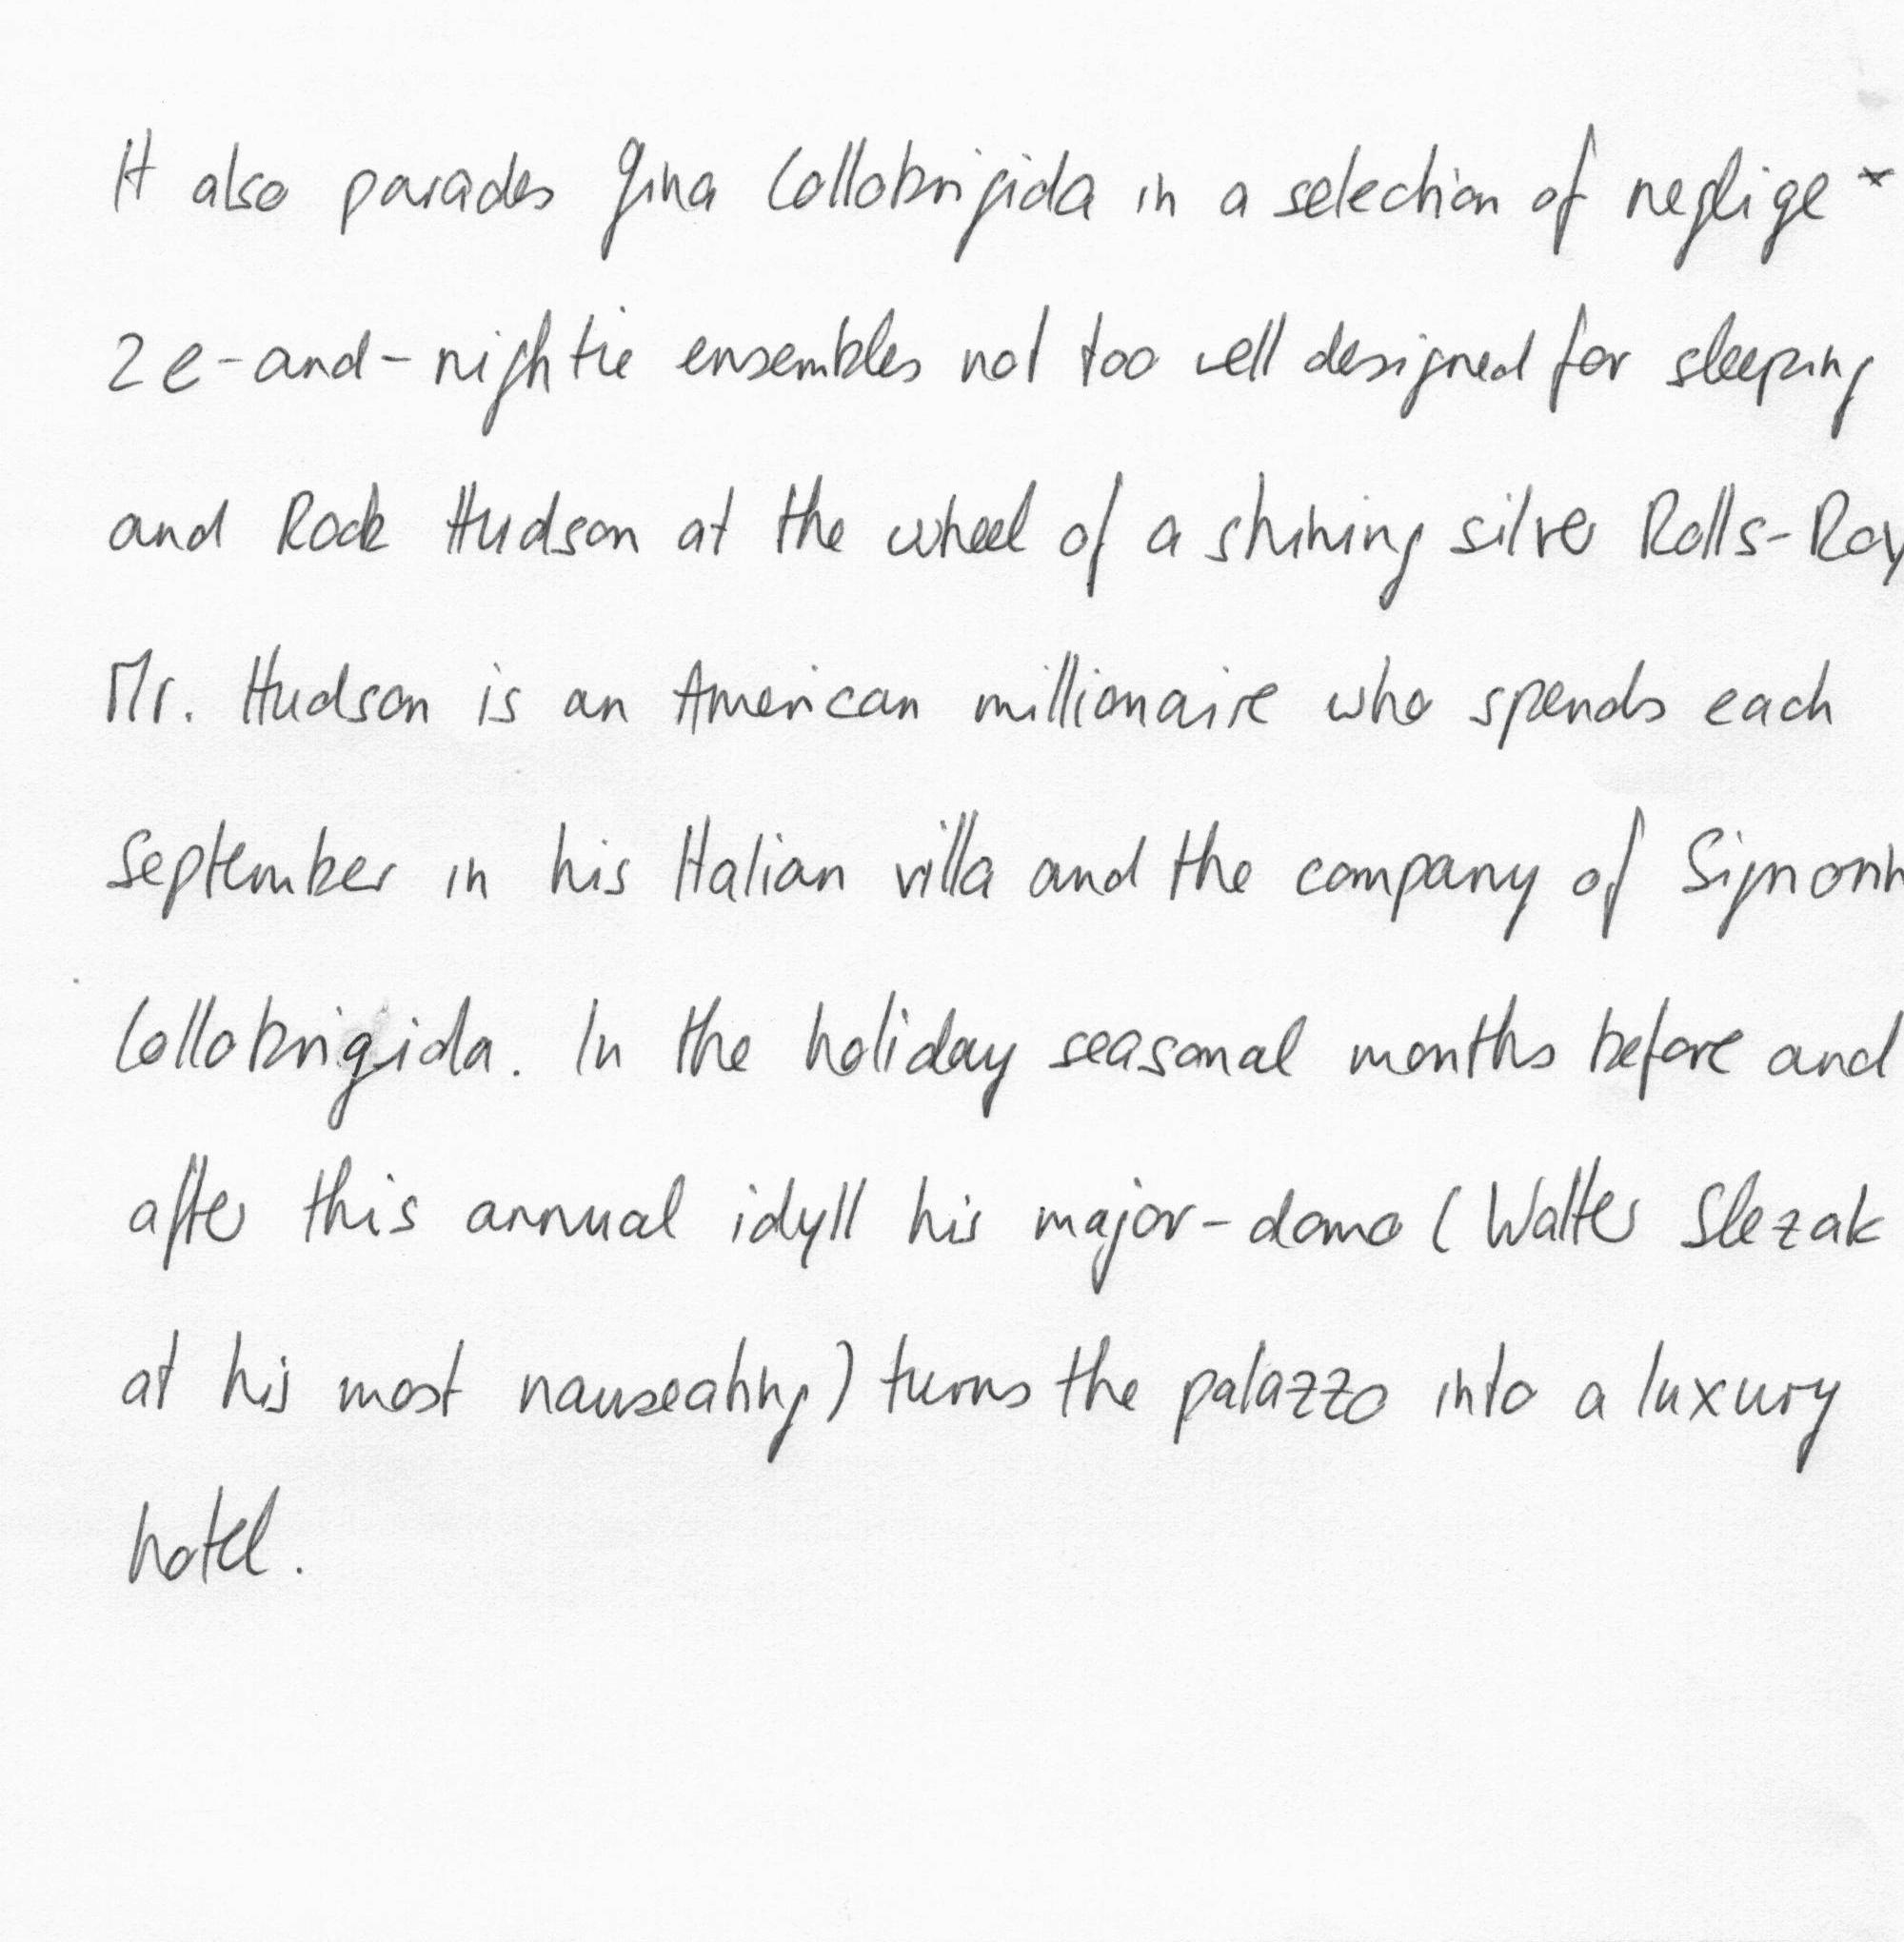 It also parades Gina Lollobrigida in a selection of neglige*
2e-and-nightie ensembles not too well designed for sleeping
and Rock Hudson at the wheel of a shining silver Rolls-Roy
Mr. Hudson is an American millionaire who spends each
September in his Italian villa and the company of Signorin
Lollobrigida. In the holiday seasonal months before and
after this annual idyll his major-domo (Walter Slezak
at his most nauseating) turns the palazzo into a luxury
hotel.